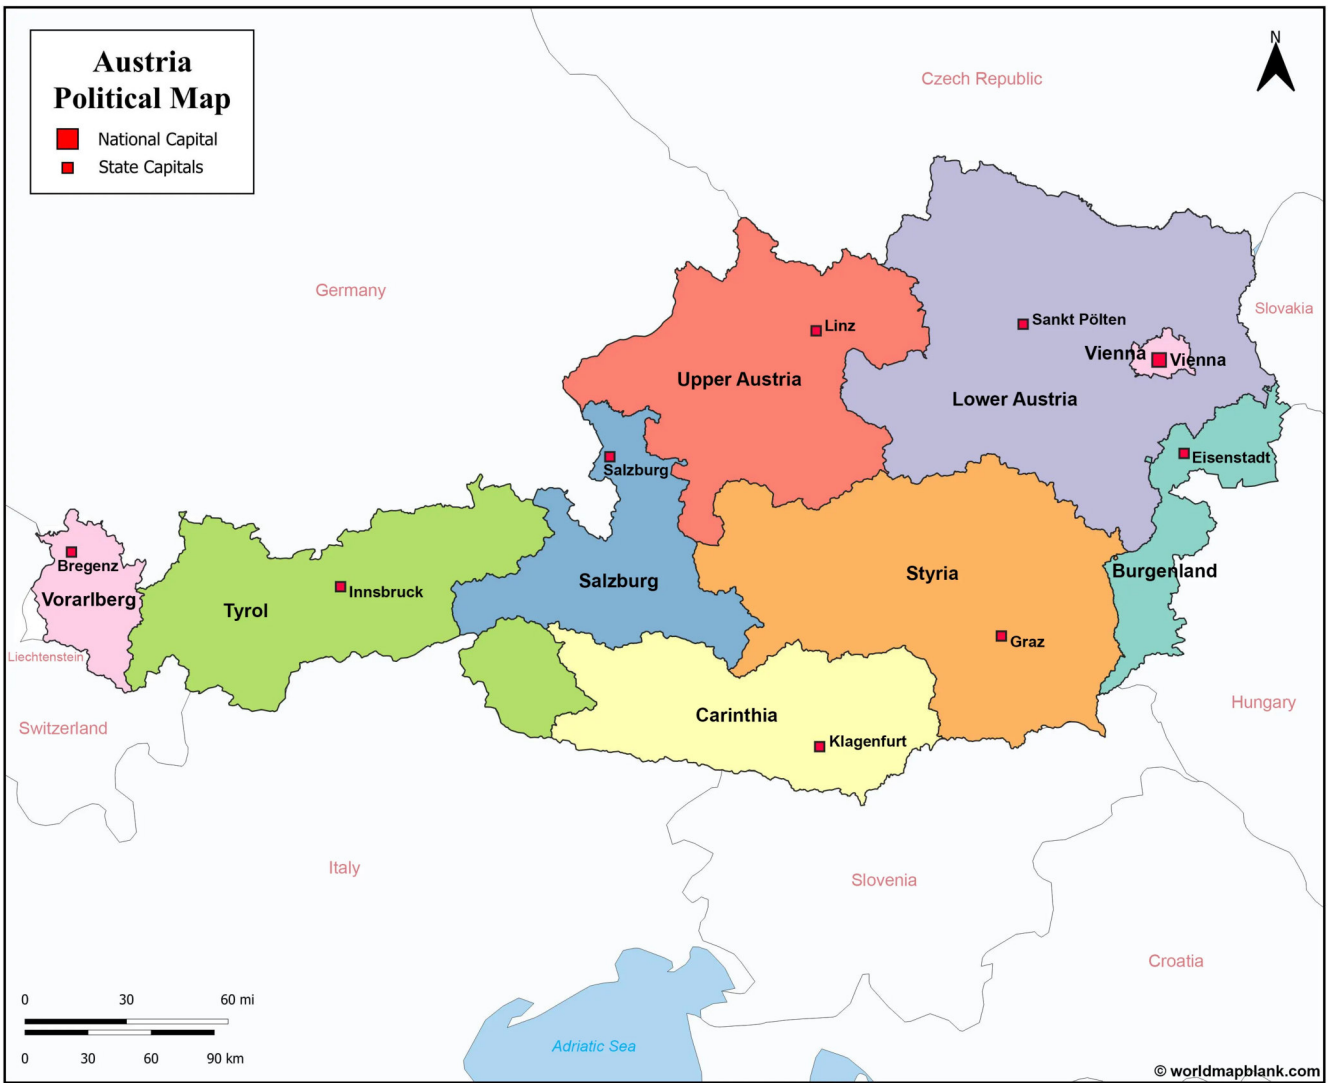 Austria
Political Map
National Capital
State Capitals
N
Czech Republic
Germany
Slovakia
Linz
Sankt Pölten
Vienna
Vienna
Upper Austria
Lower Austria
Eisenstadt
Salzburg
Bregenz
Vorarlberg
Innsbruck
Tyrol
Salzburg
Styria
Burgenland
Graz
Liechtenstein
Switzerland
Hungary
Carinthia
Klagenfurt
Italy
Slovenia
Croatia
0 30 60 mi
0 30 60 90 km
Adriatic Sea
© worldmapblank.com